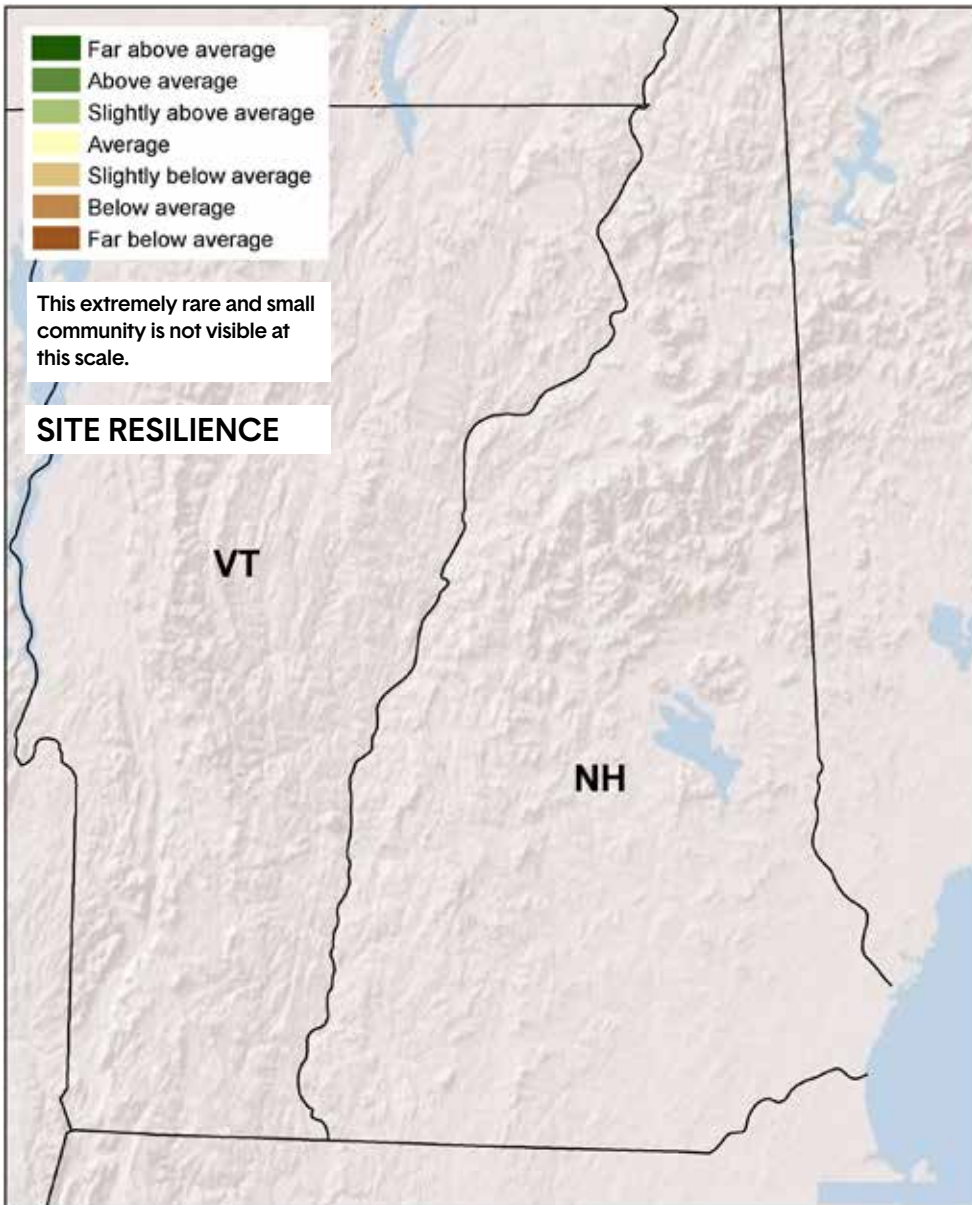 Far above average
Above average
Slightly above average
Average
Slightly below average
Below average
Far below average
This extremely rare and small
community is not visible at
this scale.
SITE RESILIENCE
VT
NH